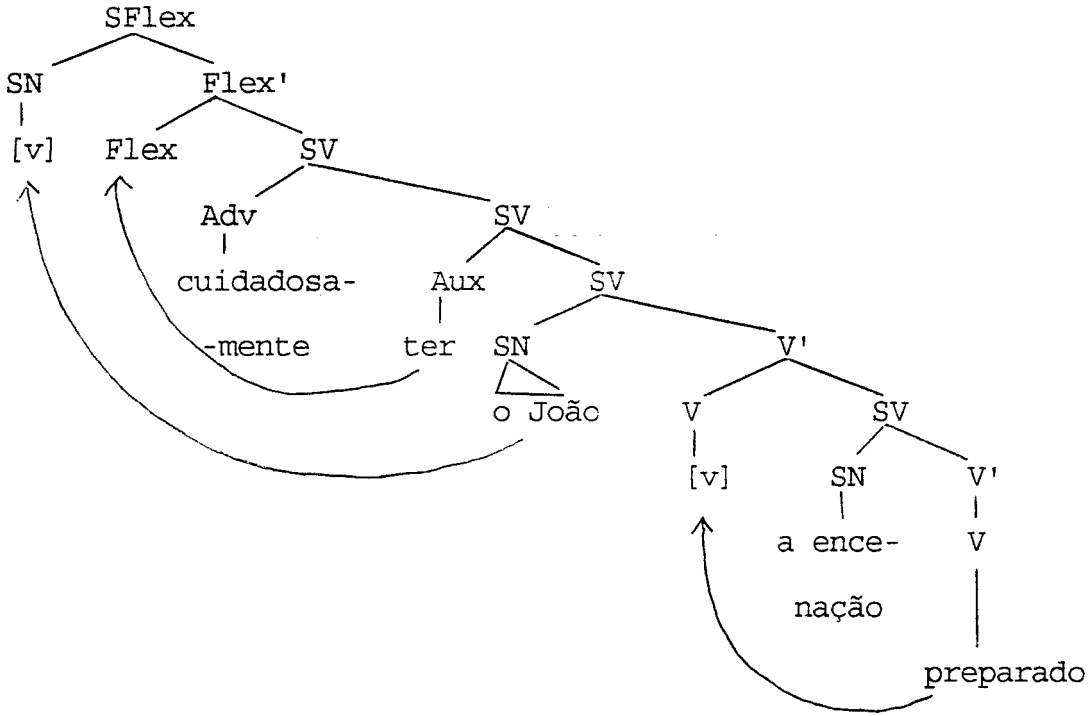 SFlex
SN Flex'
[v] Flex SV
Adv SV
cuidadosa- Aux SV
-mente ter SN V'
o João V SV
[v] SN V'
a ence- V
nação
preparado